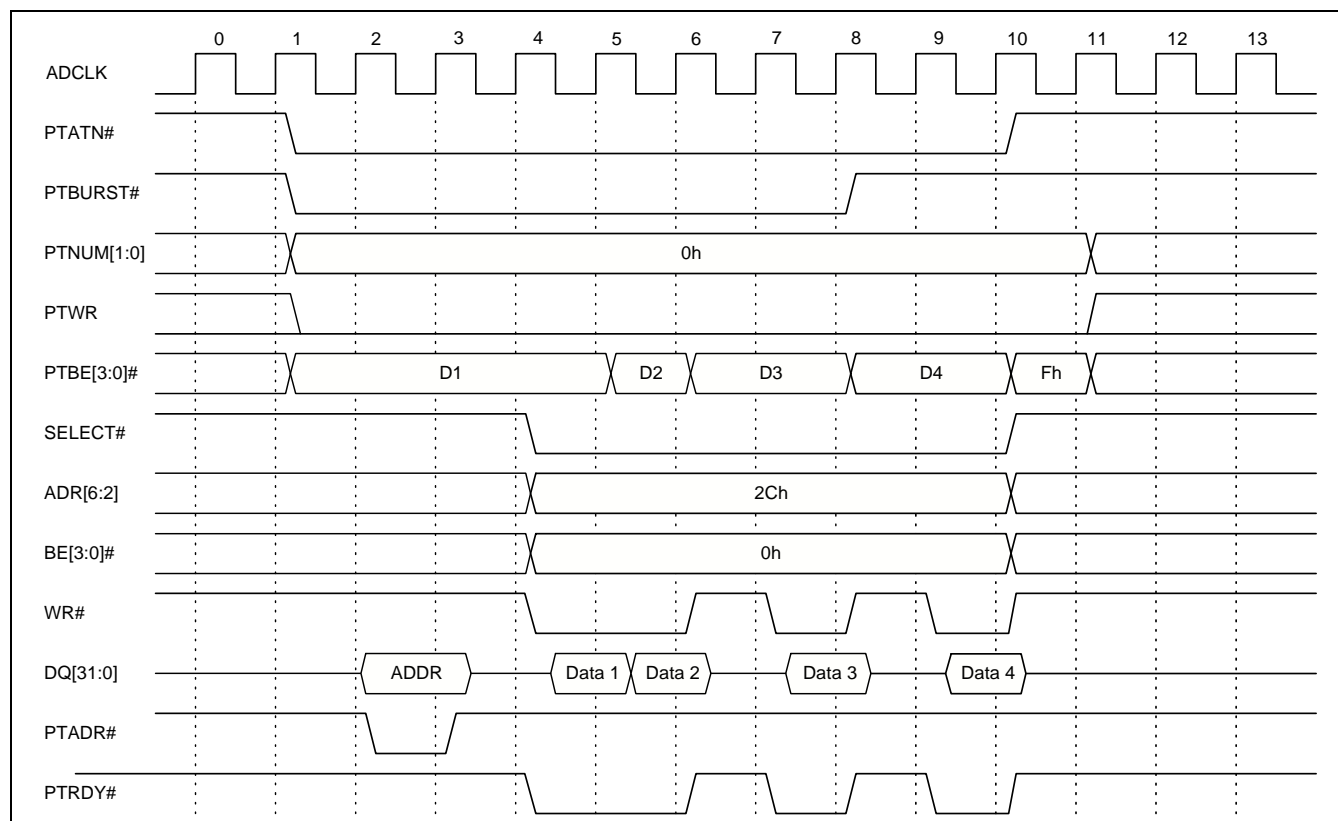 0 1 2 3 4 5 6 7 8 9 10 11 12 13
ADCLK
PTATN#
PTBURST#
PTNUM[1:0] 0h
PTWR
PTBE[3:0]# D1 D2 D3 D4 Fh
SELECT#
ADR[6:2] 2Ch
BE[3:0]# 0h
WR#
DQ[31:0] ADDR Data 1 Data 2 Data 3 Data 4
PTADR#
PTRDY#